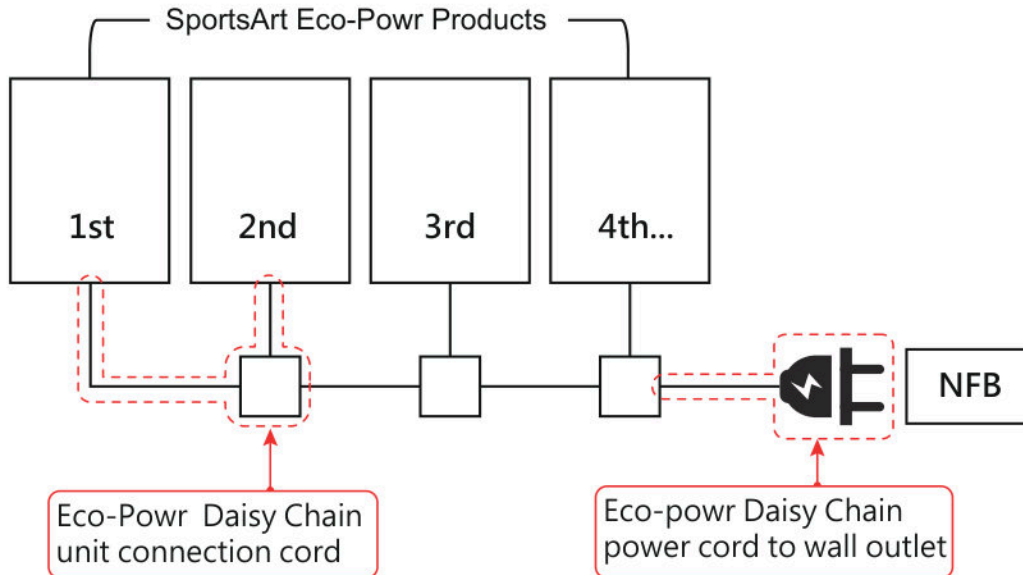 SportsArt Eco-Powr Products
1st
2nd
3rd
4th...
NFB
Eco-Powr Daisy Chain
unit connection cord
Eco-powr Daisy Chain
power cord to wall outlet